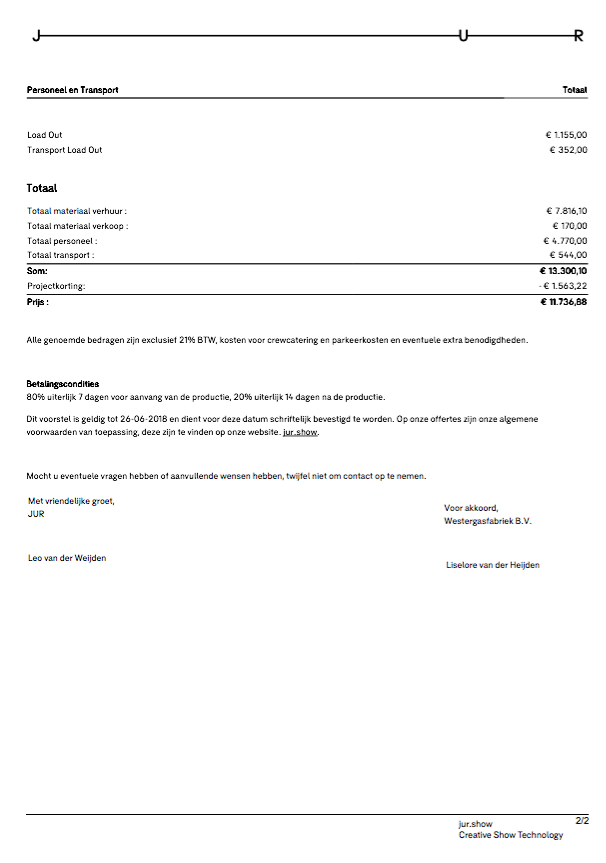 J U R
Personeel en Transport Totaal
Load Out € 1.155,00
Transport Load Out € 352,00
Totaal
Totaal materiaal verhuur : € 7.816,10
Totaal materiaal verkoop : € 170,00
Totaal personeel : € 4.770,00
Totaal transport : € 544,00
Som: € 13.300,10
Projectkorting: - € 1.563,22
Prijs : € 11.736,88
Alle genoemde bedragen zijn exclusief 21% BTW, kosten voor crewcatering en parkeerkosten en eventuele extra benodigdheden.
Betalingscondities
80% uiterlijk 7 dagen voor aanvang van de productie, 20% uiterlijk 14 dagen na de productie.
Dit voorstel is geldig tot 26-06-2018 en dient voor deze datum schriftelijk bevestigd te worden. Op onze offertes zijn onze algemene
voorwaarden van toepassing, deze zijn te vinden op onze website. jur.show.
Mocht u eventuele vragen hebben of aanvullende wensen hebben, twijfel niet om contact op te nemen.
Met vriendelijke groet,
JUR
Voor akkoord,
Westergasfabriek B.V.
Leo van der Weijden
Liselore van der Heijden
jur.show 2/2
Creative Show Technology